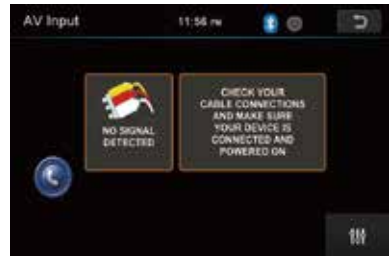 AV Input
11:56 PM
NO SIGNAL
DETECTED
CHECK YOUR
CABLE CONNECTIONS
AND MAKE SURE
YOUR DEVICE IS
CONNECTED AND
POWERED ON